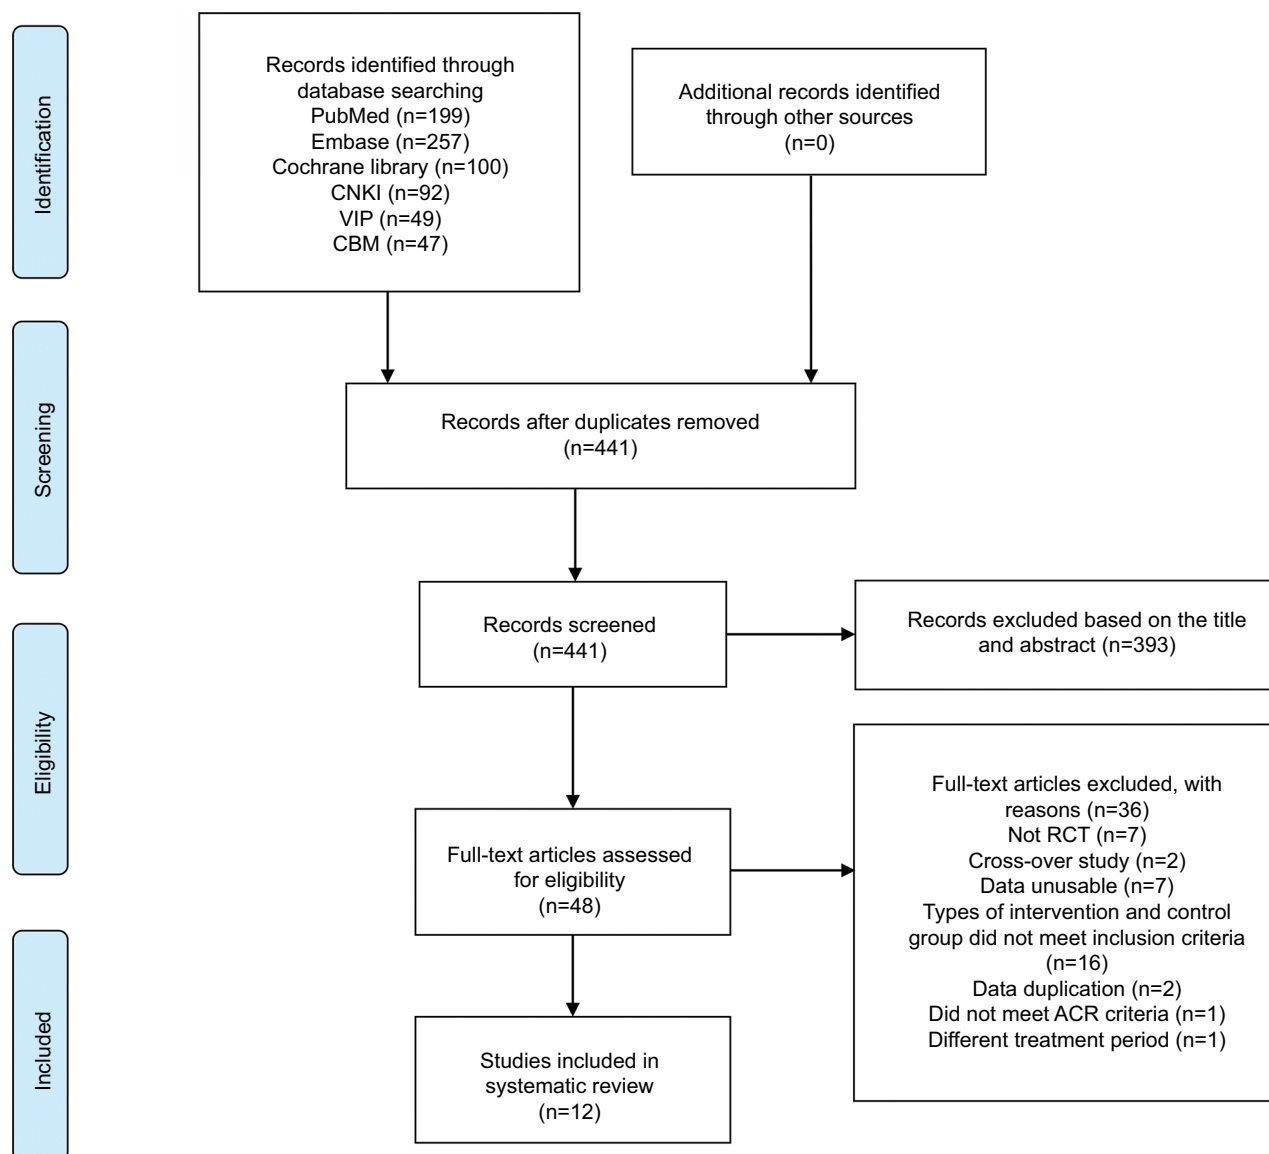 Identification
Records identified through
database searching
PubMed (n=199)
Embase (n=257)
Cochrane library (n=100)
CNKI (n=92)
VIP (n=49)
CBM (n=47)
Additional records identified
through other sources
(n=0)
Screening
Records after duplicates removed
(n=441)
Records screened
(n=441)
Records excluded based on the title
and abstract (n=393)
Eligibility
Full-text articles assessed
for eligibility
(n=48)
Full-text articles excluded, with
reasons (n=36)
Not RCT (n=7)
Cross-over study (n=2)
Data unusable (n=7)
Types of intervention and control
group did not meet inclusion criteria
(n=16)
Data duplication (n=2)
Did not meet ACR criteria (n=1)
Different treatment period (n=1)
Included
Studies included in
systematic review
(n=12)